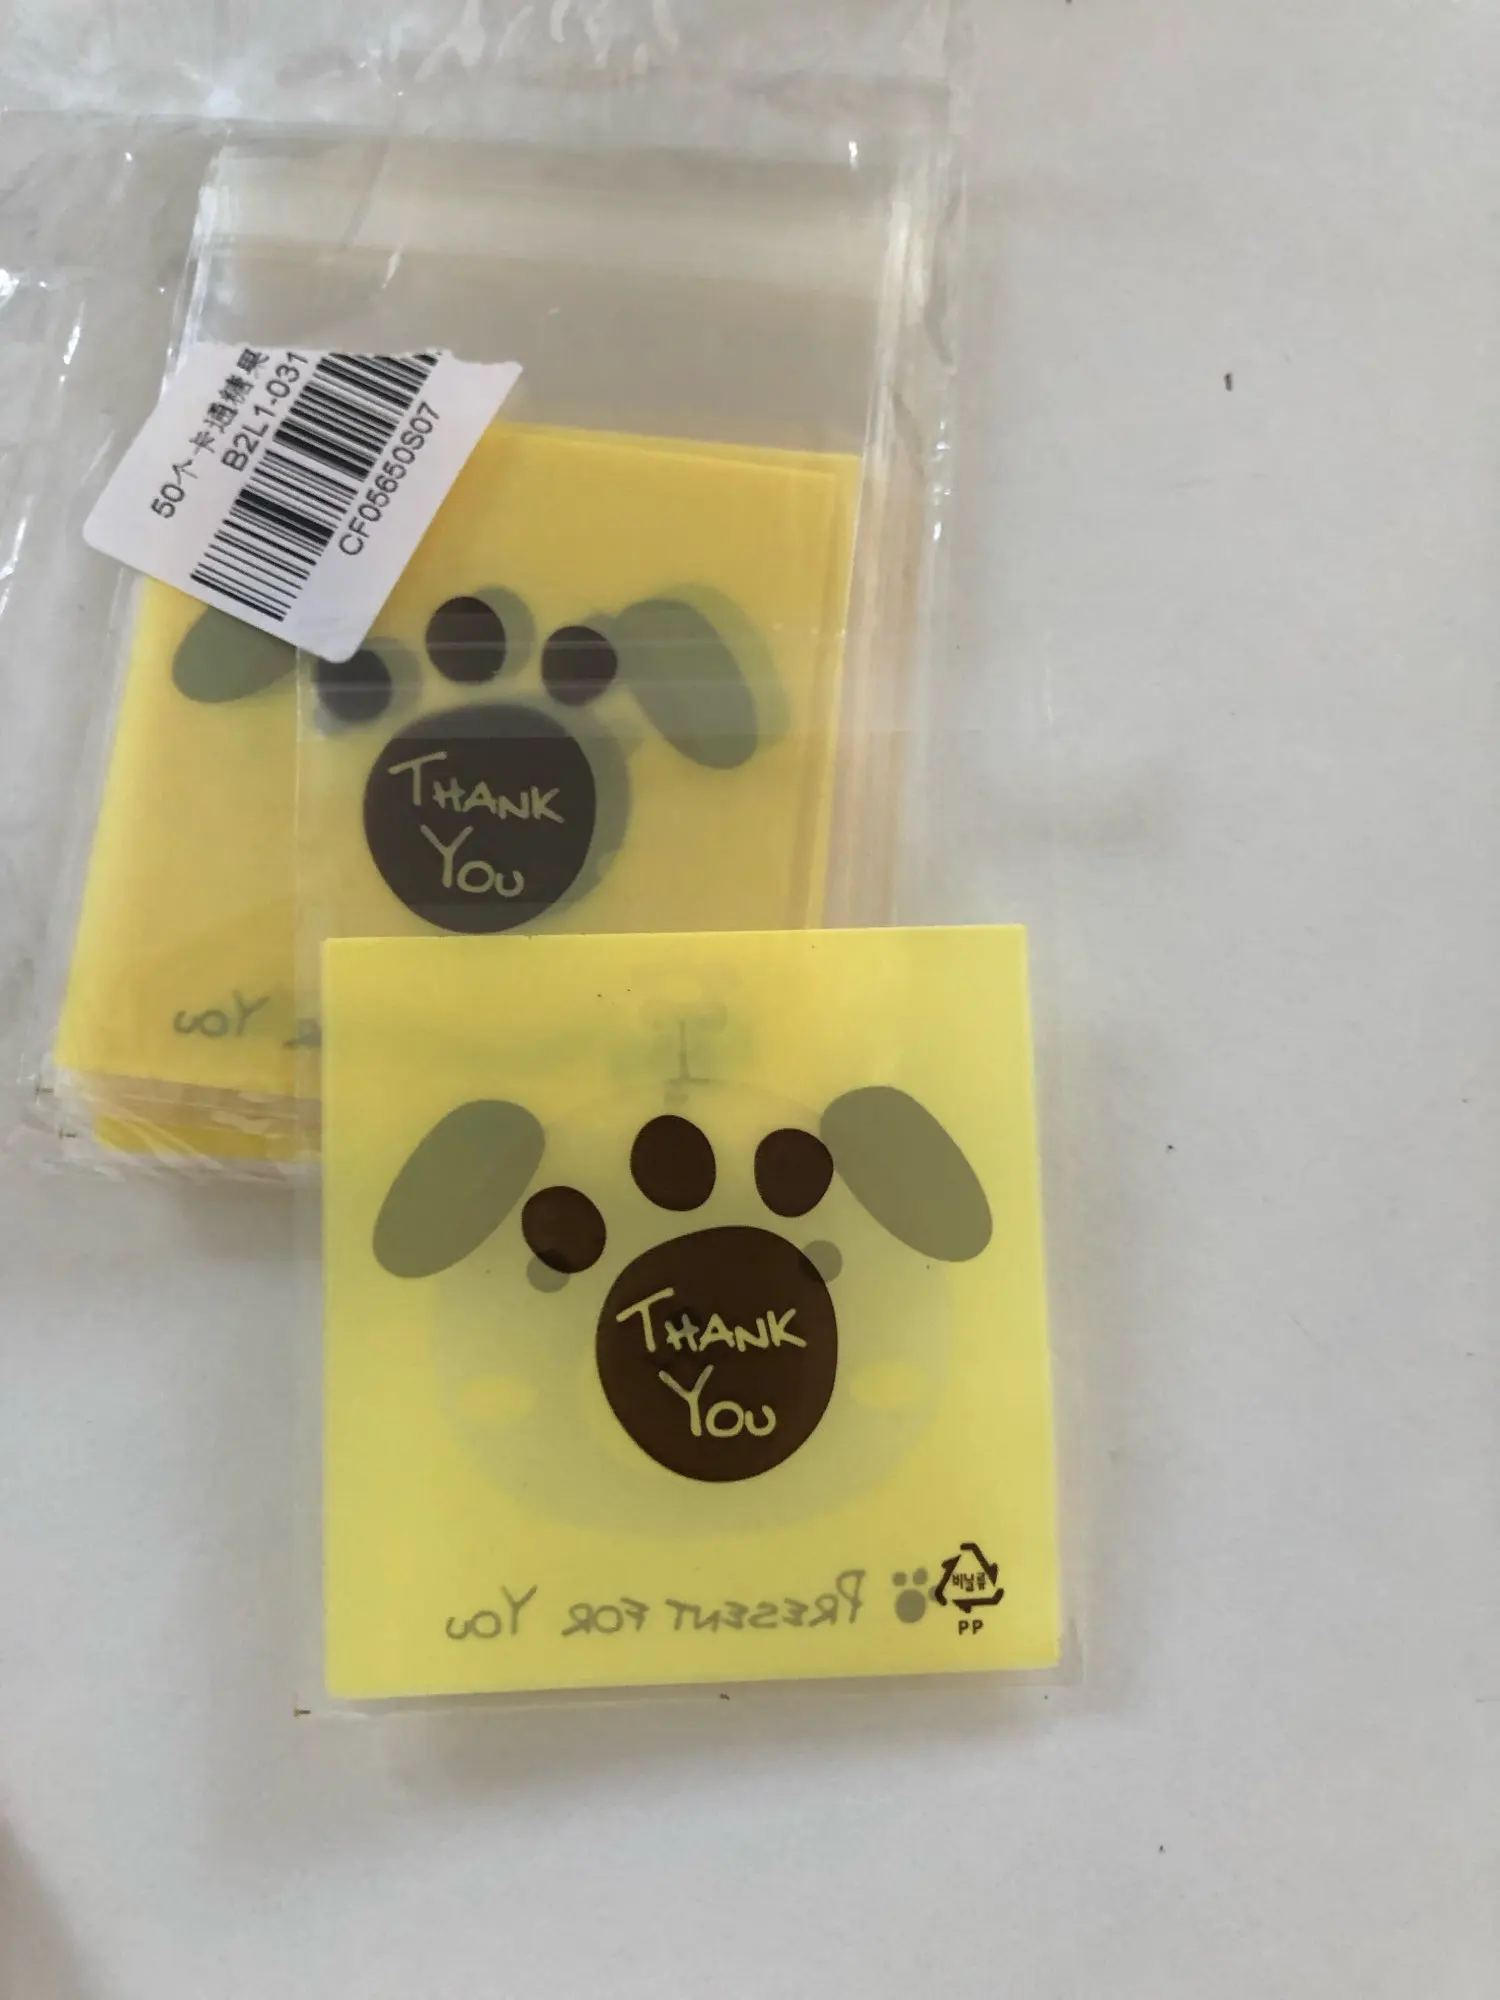 50个卡通糖果
B2L1-031
CF05650S07
THANK
YOU
YOU
THANK
YOU
PRESENT FOR YOU
비닐류
PP